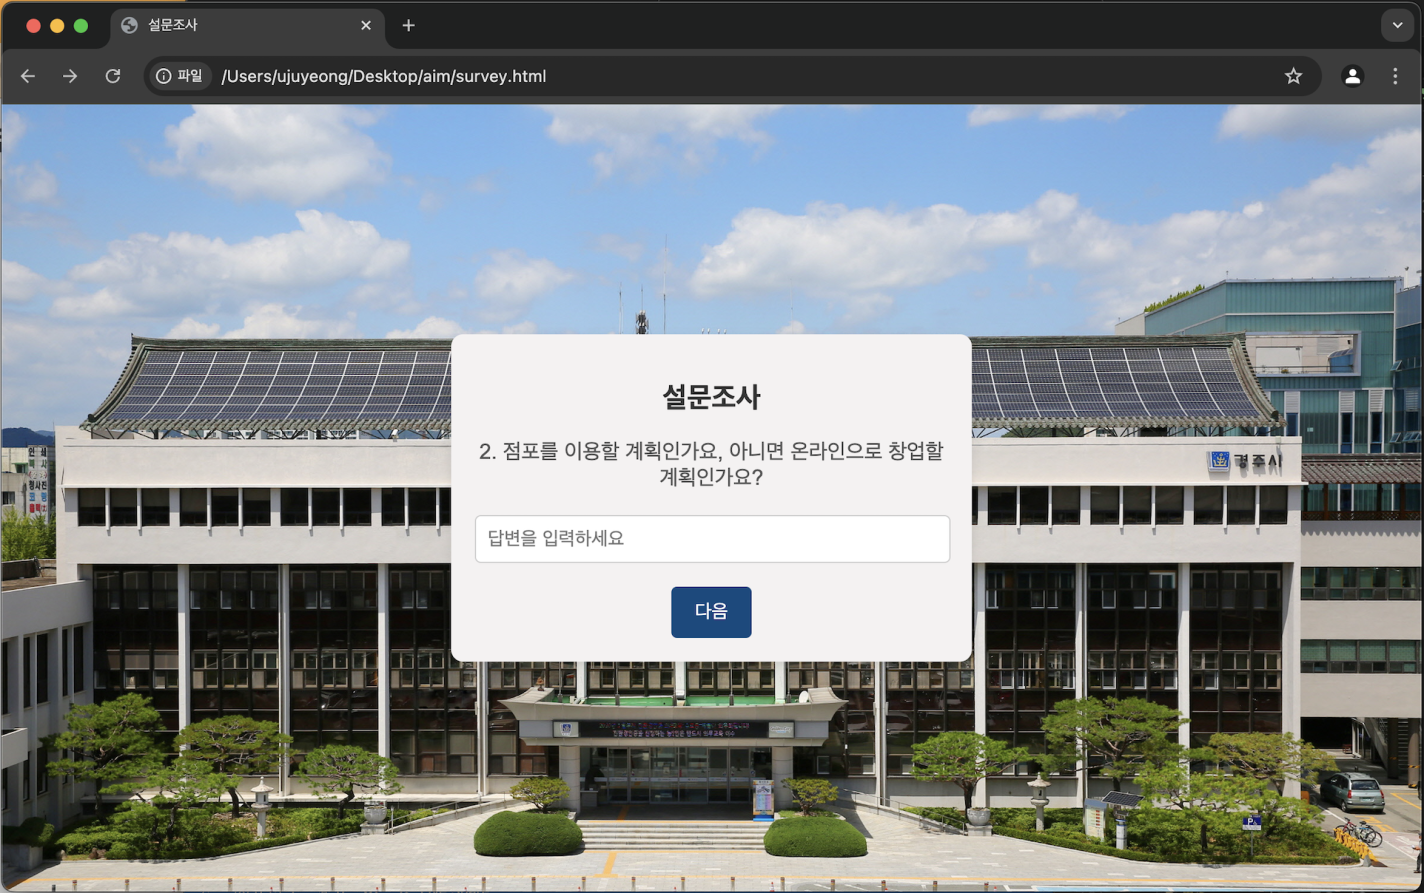 설문조사
파일
/Users/ujuyeong/Desktop/aim/survey.html
경주시
설문조사
2. 점포를 이용할 계획인가요, 아니면 온라인으로 창업할
계획인가요?
답변을 입력하세요
다음